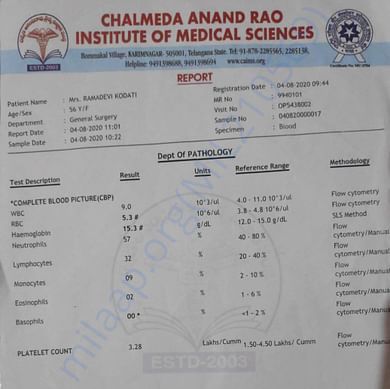 CHALMEDA ANAND RAO
INSTITUTE OF MEDICAL SCIENCES
Bommakal Village, KARIMNAGAR- 505001, Telangana State. Tel: 91-878-2285565, 2285138,
Helpline: 9491398688, 9491398694 www.caims.org
ESTD-2003
REPORT
Patient Name : Mrs. RAMADEVI KODATI Registration Date : 04-08-2020 09:44
Age/Sex : 56 Y/F MR No : 9940101
Department : General Surgery Visit No : OP5438002
Report Date : 04-08-2020 11:01 Sample No : 040820000017
Sample Date : 04-08-2020 10:22 Specimen : Blood
Dept Of PATHOLOGY
Test Description Result Units Reference Range Methodology
*COMPLETE BLOOD PICTURE(CBP)
WBC 9.0 10^3/ul 4.0 - 11.0 10^3/ul Flow cytometry
RBC 5.3 # 10^6/ul 3.8 - 4.8 10^6/ul Flow cytometry
Haemoglobin 15.3 # g/dL 12.0 - 15.0 g/dL SLS Method
Neutrophils 57 % 40 - 80 % Flow cytometry/Manual
Lymphocytes 32 % 20 - 40 % Flow cytometry/Manual
Monocytes 09 % 2 - 10 % Flow cytometry/Manual
Eosinophils 02 % 1 - 6 % Flow cytometry/Manual
Basophils 00 * % <1 - 2 % Flow cytometry/Manual
PLATELET COUNT 3.28 Lakhs/Cumm 1.50-4.50 Lakhs/ Cumm
ESTD-2003